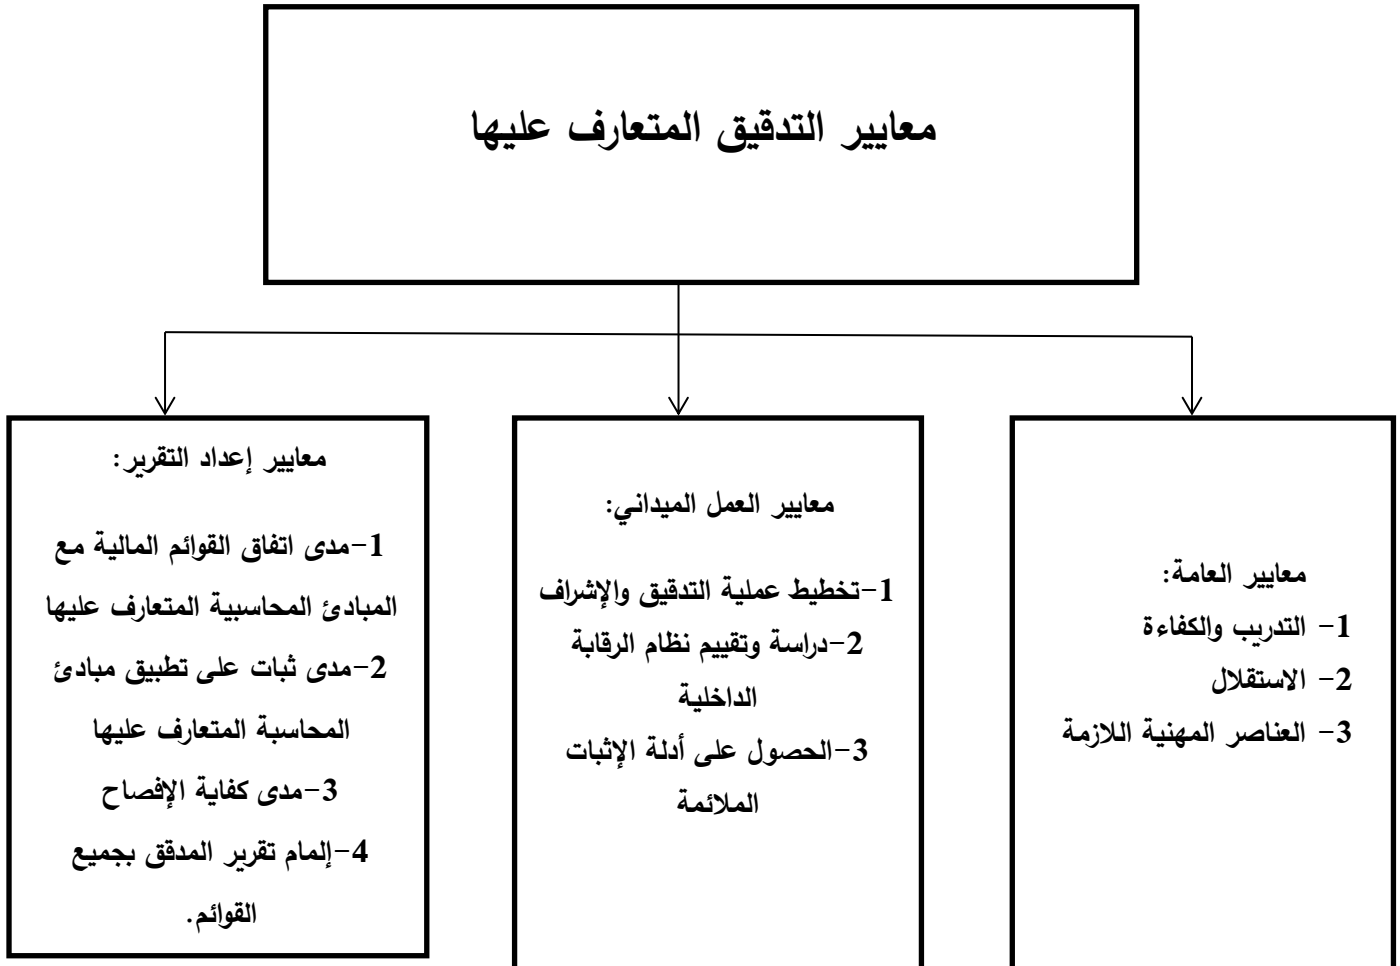 معايير التدقيق المتعارف عليها
معايير العامة:
1- التدريب والكفاءة
2- الاستقلال
3- العناصر المهنية اللازمة
معايير العمل الميداني:
1-تخطيط عملية التدقيق والإشراف
2-دراسة وتقييم نظام الرقابة
الداخلية
3-الحصول على أدلة الإثبات
الملائمة
معايير إعداد التقرير:
1-مدى اتفاق القوائم المالية مع
المبادئ المحاسبية المتعارف عليها
2-مدى ثبات على تطبيق مبادئ
المحاسبة المتعارف عليها
3-مدى كفاية الإفصاح
4-إلمام تقرير المدقق بجميع
القوائم.